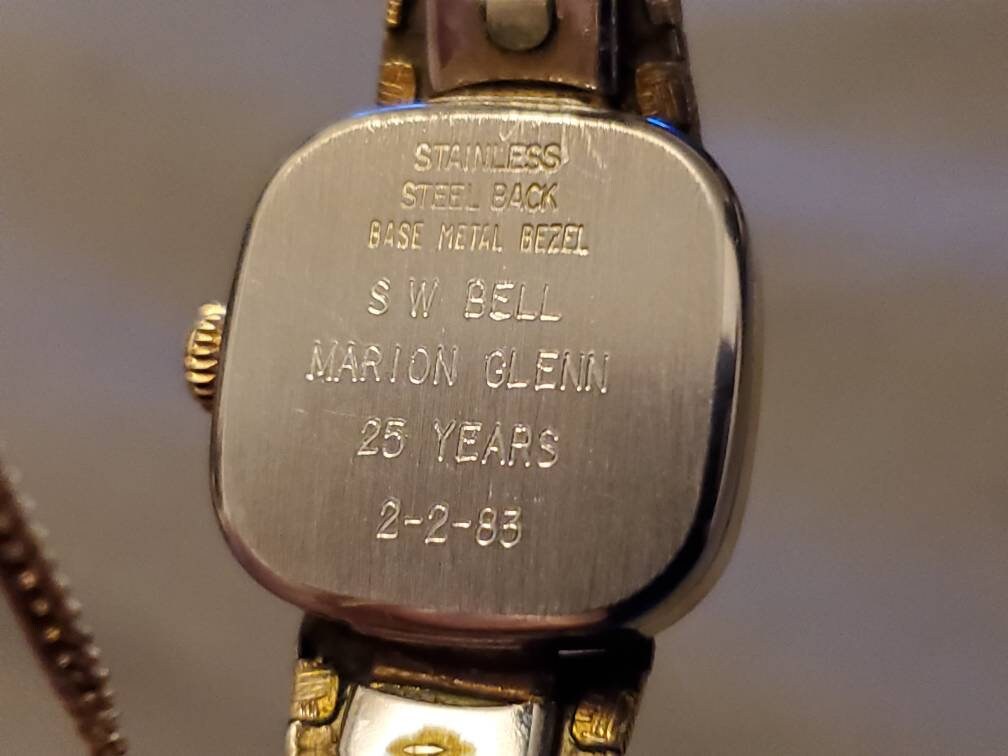 STAINLESS
STEEL BACK
BASE METAL BEZEL
S W BELL
MARION GLENN
25 YEARS
2-2-83